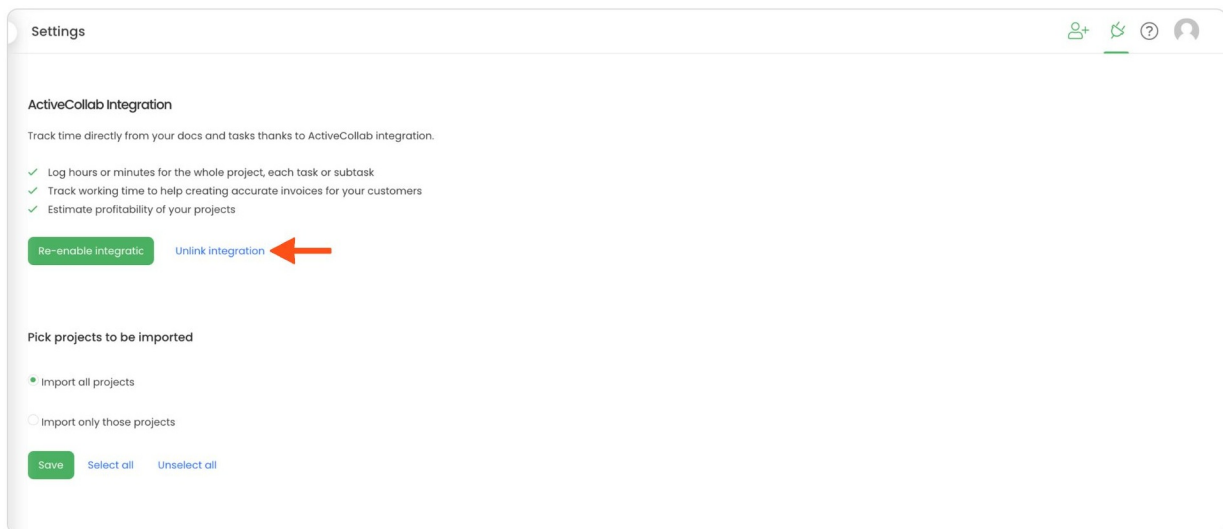 Settings
ActiveCollab Integration
Track time directly from your docs and tasks thanks to ActiveCollab integration.
Log hours or minutes for the whole project, each task or subtask
Track working time to help creating accurate invoices for your customers
Estimate profitability of your projects
Re-enable integratic Unlink integration
Pick projects to be imported
Import all projects
Import only those projects
Save Select all Unselect all